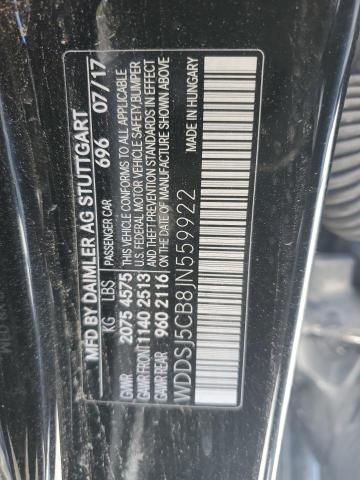 MFD BY DAIMLER AG STUTTGART
PASSENGER CAR 696 07/17
KG LBS
GVWR 2075 4575
GAWR FRONT 1140 2513
GAWR REAR 960 2116
THIS VEHICLE CONFORMS TO ALL APPLICABLE
U.S. FEDERAL MOTOR VEHICLE SAFETY/BUMPER
AND THEFT PREVENTION STANDARDS IN EFFECT
ON THE DATE OF MANUFACTURE SHOWN ABOVE
WDDSJ5CB8JN559922
MADE IN HUNGARY